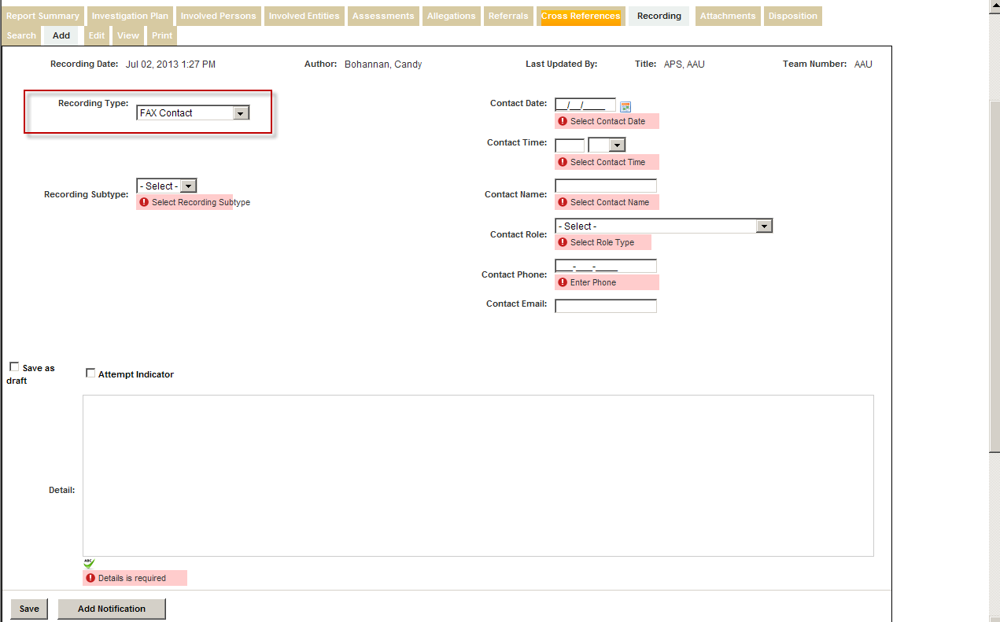 Report Summary Investigation Plan Involved Persons Involved Entities Assessments Allegations Referrals Cross References Recording Attachments Disposition
Search Add Edit View Print
Recording Date: Jul 02, 2013 1:27 PM Author: Bohannan, Candy Last Updated By: Title: APS, AAU Team Number: AAU
Recording Type: FAX Contact
Contact Date: __/__/____
Select Contact Date
Contact Time:
Select Contact Time
Recording Subtype: - Select -
Select Recording Subtype
Contact Name:
Select Contact Name
Contact Role: - Select -
Select Role Type
Contact Phone: ___-___-____
Enter Phone
Contact Email:
Save as
draft
Attempt Indicator
Detail:
ABC
Details is required
Save Add Notification